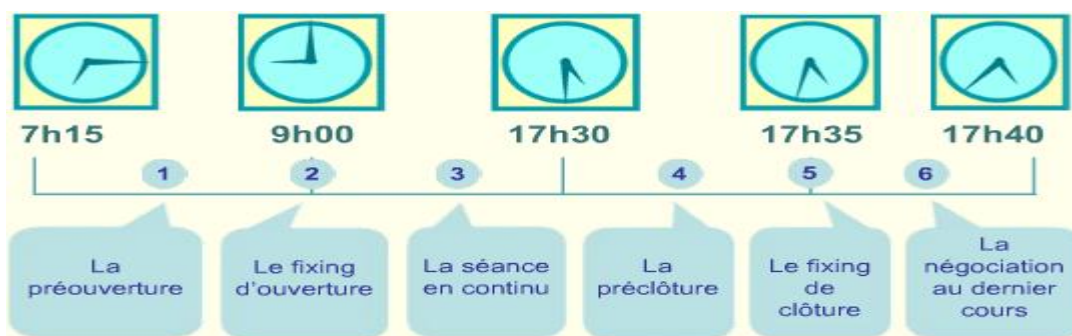 7h15 9h00 17h30 17h35 17h40
1 2 3 4 5 6
La
préouverture
Le fixing
d'ouverture
La séance
en continu
La
préclôture
Le fixing
de
clôture
La
négociation
au dernier
cours